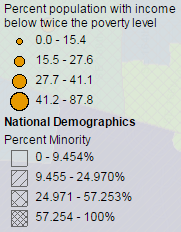 Percent population with income
below twice the poverty level
0.0 - 15.4
15.5 - 27.6
27.7 - 41.1
41.2 - 87.8
National Demographics
Percent Minority
0 - 9.454%
9.455 - 24.970%
24.971 - 57.253%
57.254 - 100%